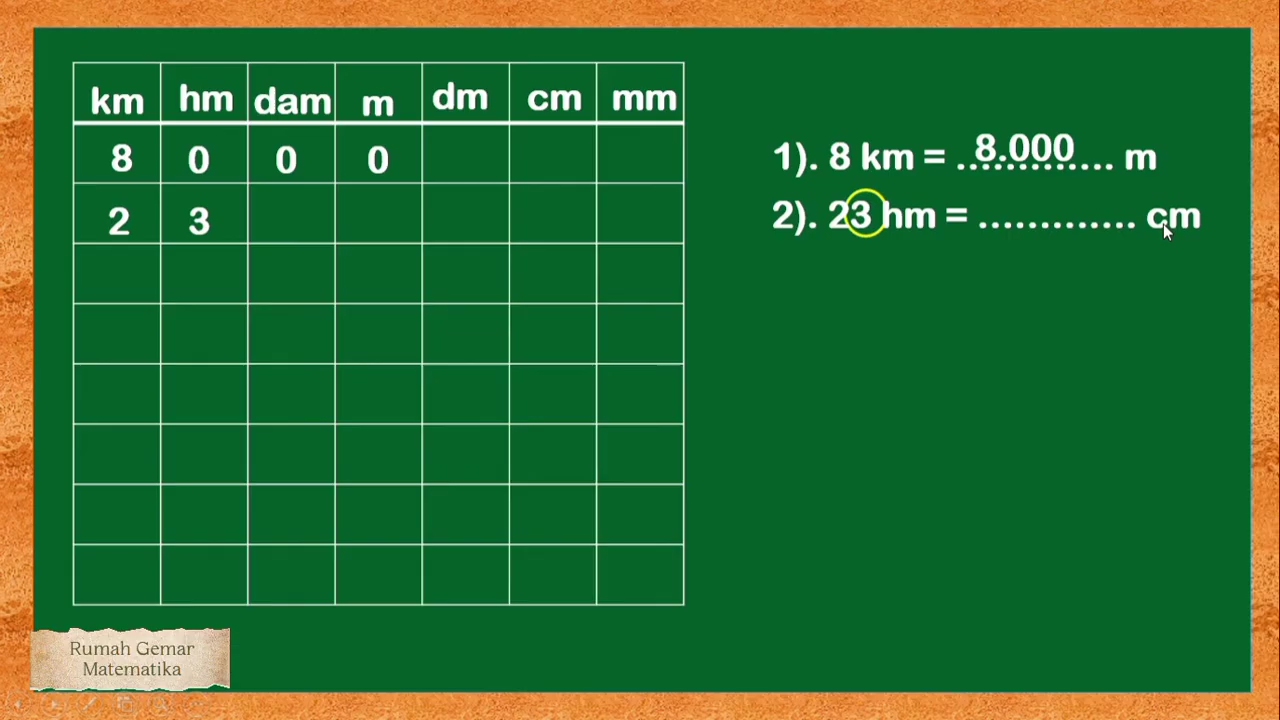 km hm dam m dm cm mm
8 0 0 0
2 3
1). 8 km = ............. m
8.000
2). 23 hm = ............. cm
Rumah Gemar
Matematika